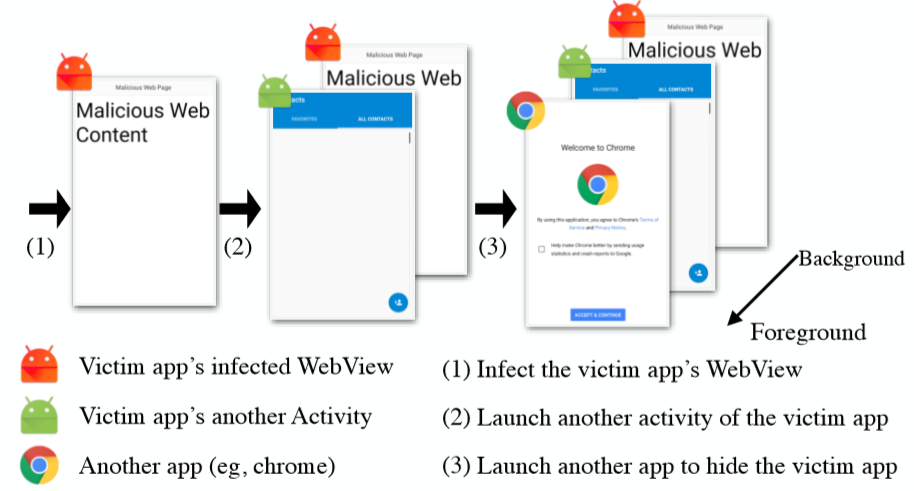 Malicious Web Page
Malicious Web
Content
Malicious Web Page
Malicious Web
acts
FAVORITES ALL CONTACTS
Malicious Web Page
Malicious Web
acts
FAVORITES ALL CONTACTS
Welcome to Chrome
By using this application, you agree to Chrome's Terms of
Service and Privacy Notice.
Help make Chrome better by sending usage
statistics and crash reports to Google.
ACCEPT & CONTINUE
(1)
(2)
(3)
Background
Foreground
Victim app's infected WebView
Victim app's another Activity
Another app (eg, chrome)
(1) Infect the victim app's WebView
(2) Launch another activity of the victim app
(3) Launch another app to hide the victim app